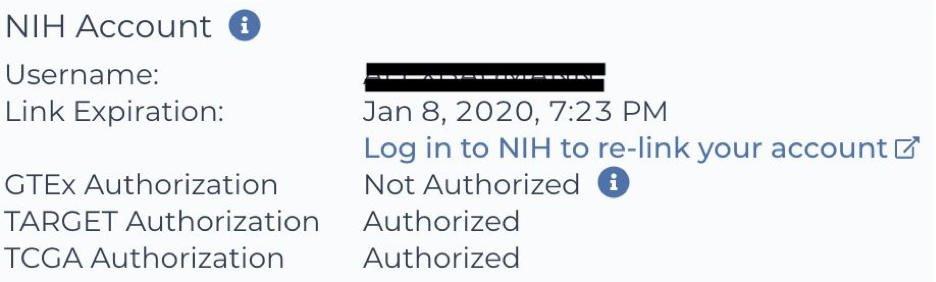 NIH Account
Username:
Link Expiration: Jan 8, 2020, 7:23 PM
Log in to NIH to re-link your account
GTEx Authorization Not Authorized
TARGET Authorization Authorized
TCGA Authorization Authorized